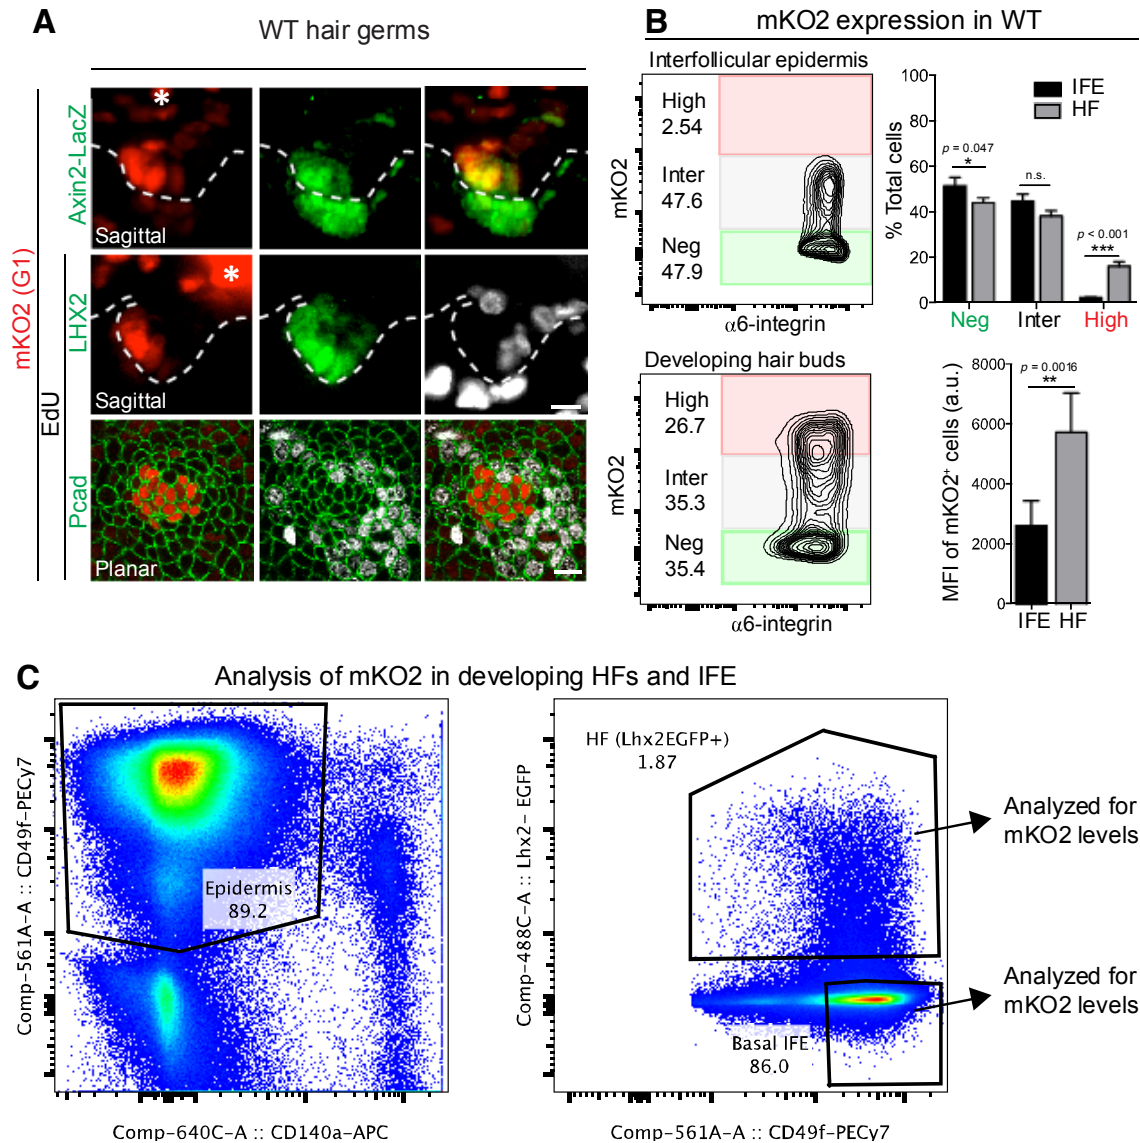 A
WT hair germs
mKO2 (G1)
EdU
Axin2-LacZ
*
Sagittal
LHX2
*
Sagittal
Pcad
Planar
B
mKO2 expression in WT
Interfollicular epidermis
mKO2
High
2.54
Inter
47.6
Neg
47.9
α6-integrin
% Total cells
100
80
60
40
20
0
IFE
HF
p = 0.047
*
n.s.
p < 0.001
***
Neg
Inter
High
Developing hair buds
mKO2
High
26.7
Inter
35.3
Neg
35.4
α6-integrin
MFI of mKO2⁺ cells (a.u.)
8000
6000
4000
2000
0
p = 0.0016
**
IFE
HF
C
Analysis of mKO2 in developing HFs and IFE
Comp-561A-A :: CD49f-PECy7
Epidermis
89.2
Comp-640C-A :: CD140a-APC
Comp-488C-A :: Lhx2- EGFP
HF (Lhx2EGFP+)
1.87
Basal IFE
86.0
Comp-561A-A :: CD49f-PECy7
Analyzed for
mKO2 levels
Analyzed for
mKO2 levels